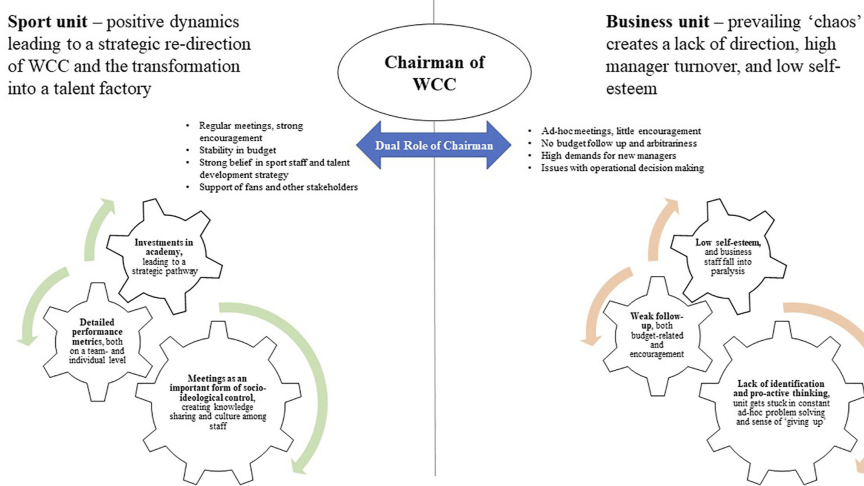 Sport unit – positive dynamics
leading to a strategic re-direction
of WCC and the transformation
into a talent factory
Chairman of
WCC
Business unit – prevailing ‘chaos’
creates a lack of direction, high
manager turnover, and low self-
esteem
• Regular meetings, strong
encouragement
• Stability in budget
• Strong belief in sport staff and talent
development strategy
• Support of fans and other stakeholders
Dual Role of Chairman
• Ad-hoc meetings, little encouragement
• No budget follow up and arbitrariness
• High demands for new managers
• Issues with operational decision making
Investments in
academy,
leading to a
strategic pathway
Detailed
performance
metrics, both
on a team- and
individual level
Meetings as an
important form of socio-
ideological control,
creating knowledge
sharing and culture among
staff
Low self-esteem,
and business
staff fall into
paralysis
Weak follow-
up, both
budget-related
and
encouragement
Lack of identification
and pro-active thinking,
unit gets stuck in constant
ad-hoc problem solving
and sense of ‘giving up’